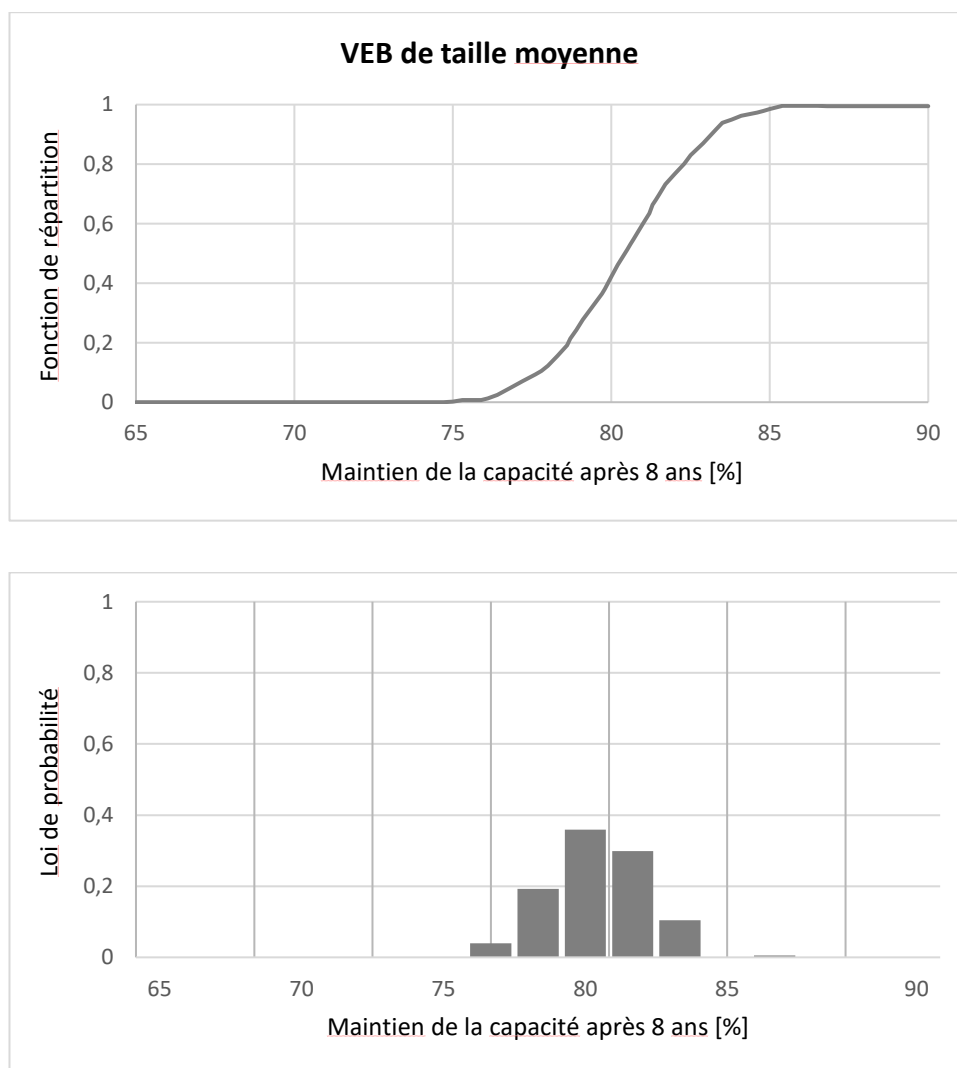 VEB de taille moyenne
Fonction de répartition
1
0,8
0,6
0,4
0,2
0
65 70 75 80 85 90
Maintien de la capacité après 8 ans [%]
Loi de probabilité
1
0,8
0,6
0,4
0,2
0
65 70 75 80 85 90
Maintien de la capacité après 8 ans [%]